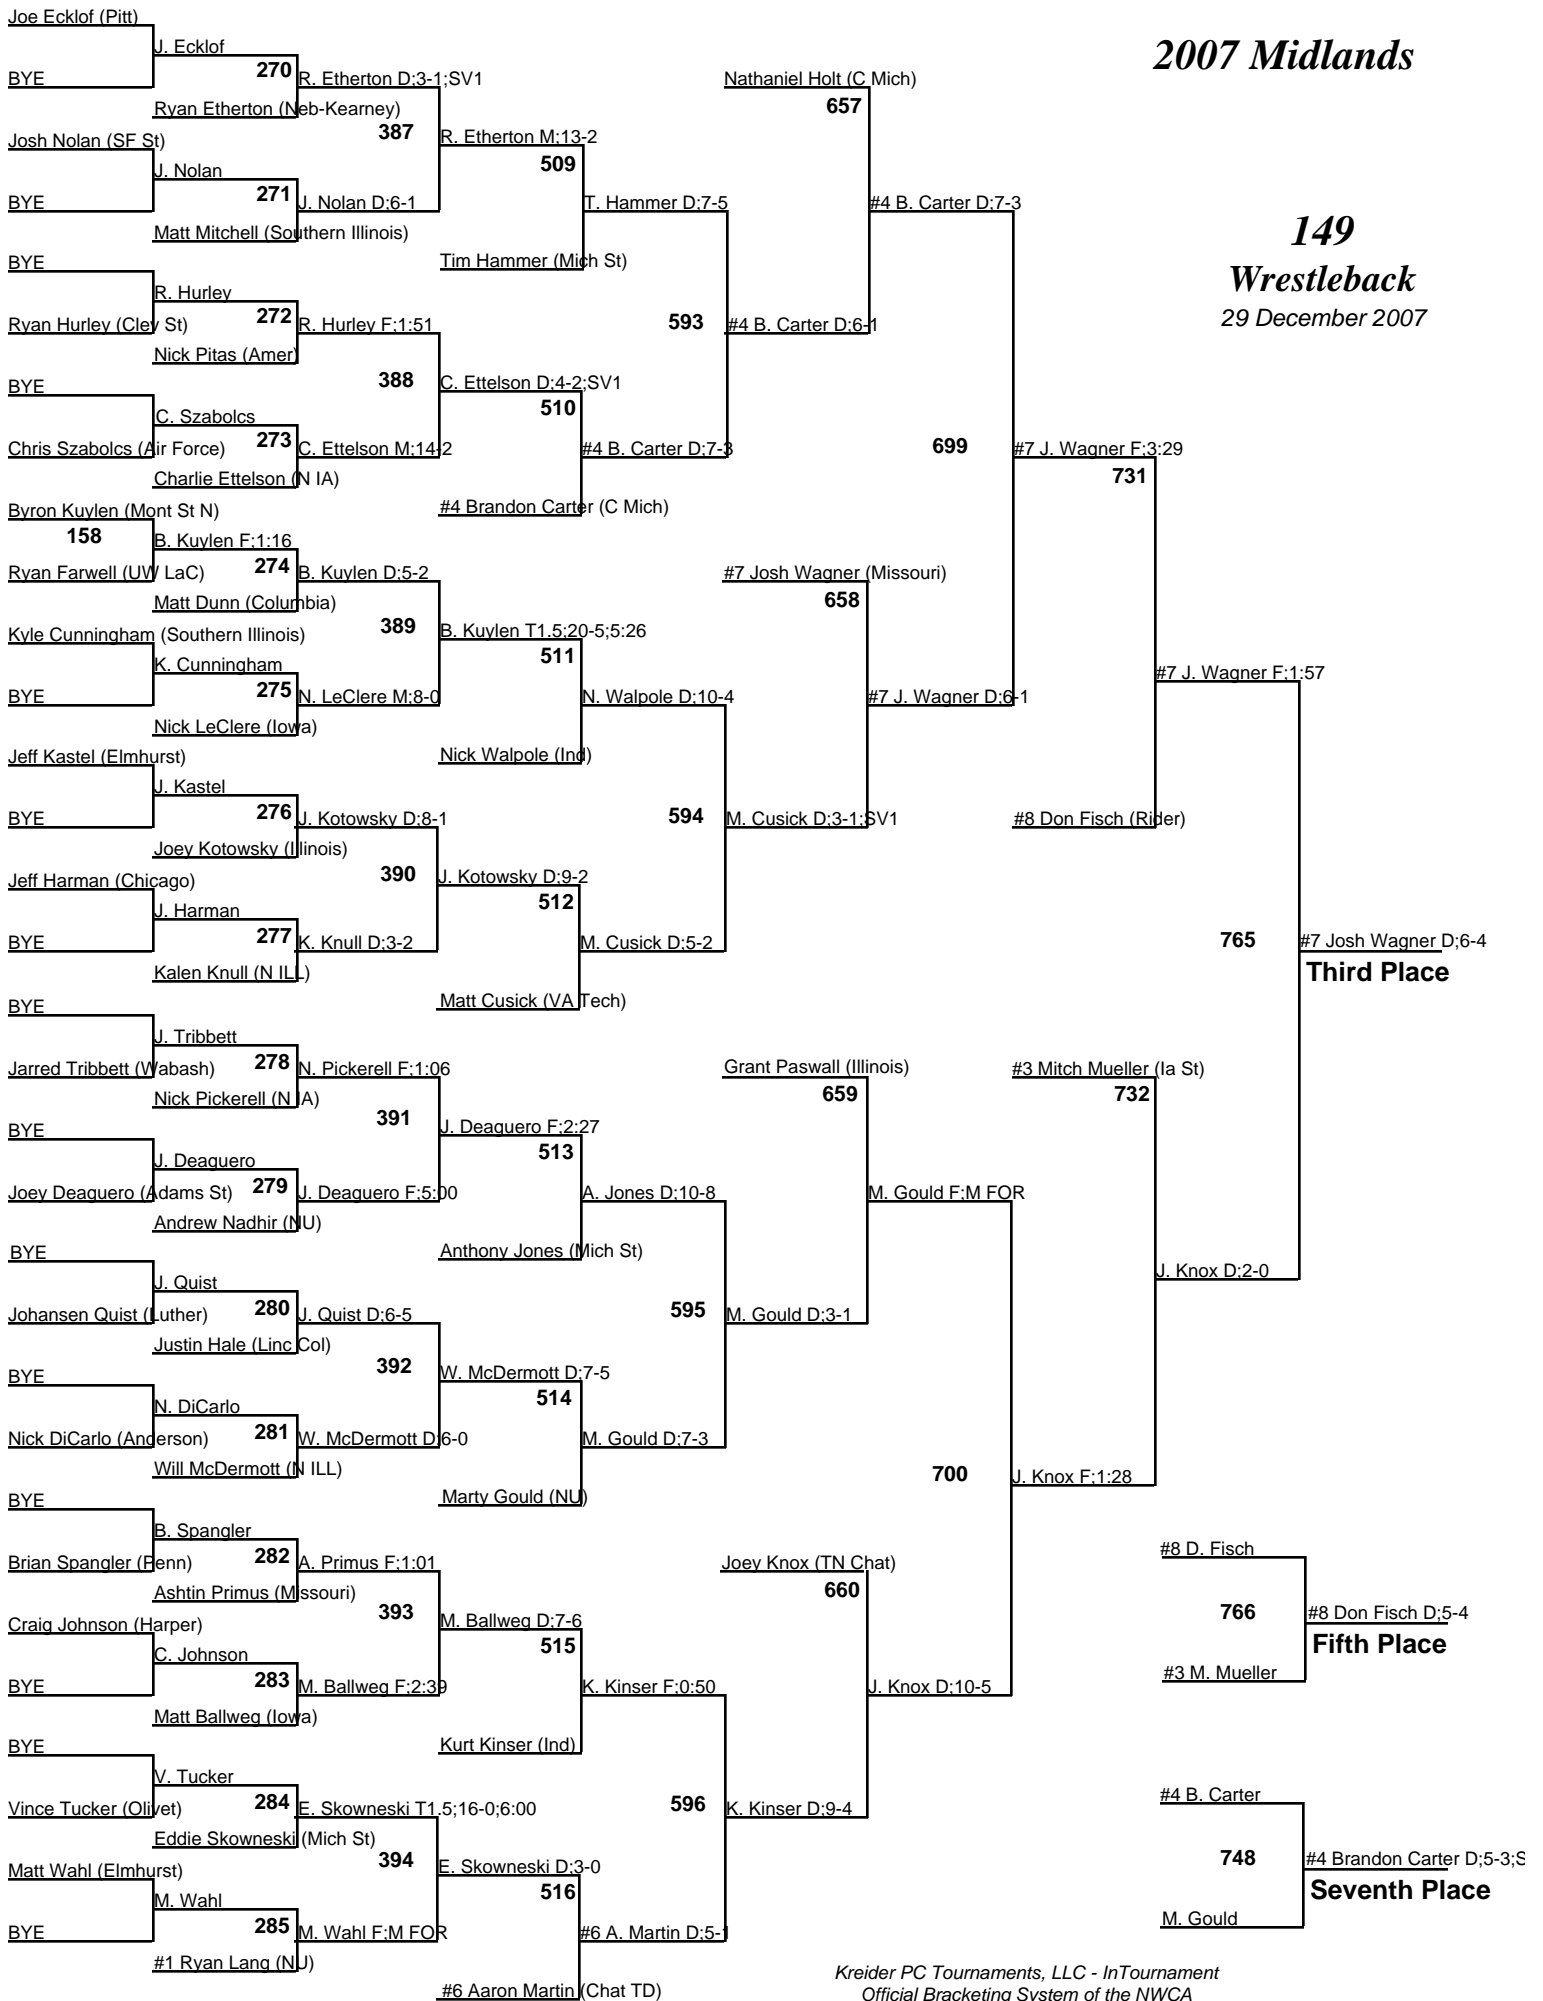 Joe Ecklof (Pitt)
J. Ecklof
2007 Midlands
BYE
270
R. Etherton D;3-1;SV1
Nathaniel Holt (C Mich)
657
Ryan Etherton (Neb-Kearney)
387
Josh Nolan (SF St)
R. Etherton M;13-2
509
J. Nolan
271
BYE
J. Nolan D;6-1
T. Hammer D;7-5
#4 B. Carter D;7-3
149
Matt Mitchell (Southern Illinois)
BYE
Tim Hammer (Mich St)
Wrestleback
R. Hurley
29 December 2007
Ryan Hurley (Clev St)
272
R. Hurley F;1:51
593
#4 B. Carter D;6-1
Nick Pitas (Amer)
BYE
388
C. Ettelson D;4-2;SV1
510
C. Szabolcs
Chris Szabolcs (Air Force)
273
C. Ettelson M;14-2
#4 B. Carter D;7-3
699
#7 J. Wagner F;3:29
731
Charlie Ettelson (N IA)
Byron Kuylen (Mont St N)
#4 Brandon Carter (C Mich)
158
B. Kuylen F;1:16
Ryan Farwell (UW LaC)
274
B. Kuylen D;5-2
#7 Josh Wagner (Missouri)
658
Matt Dunn (Columbia)
389
Kyle Cunningham (Southern Illinois)
B. Kuylen T1.5;20-5;5:26
511
K. Cunningham
#7 J. Wagner F;1:57
275
BYE
N. LeClere M;8-0
N. Walpole D;10-4
#7 J. Wagner D;6-1
Nick LeClere (Iowa)
Jeff Kastel (Elmhurst)
Nick Walpole (Ind)
J. Kastel
276
BYE
J. Kotowsky D;8-1
594
M. Cusick D;3-1;SV1
#8 Don Fisch (Rider)
Joey Kotowsky (Illinois)
Jeff Harman (Chicago)
390
J. Kotowsky D;9-2
512
J. Harman
277
BYE
K. Knull D;3-2
M. Cusick D;5-2
765
#7 Josh Wagner D;6-4
Third Place
Kalen Knull (N ILL)
BYE
Matt Cusick (VA Tech)
J. Tribbett
Jarred Tribbett (Wabash)
278
N. Pickerell F;1:06
Grant Paswall (Illinois)
#3 Mitch Mueller (Ia St)
659
732
Nick Pickerell (N IA)
391
BYE
J. Deaguero F;2:27
513
J. Deaguero
Joey Deaguero (Adams St)
279
J. Deaguero F;5:00
A. Jones D;10-8
M. Gould F;M FOR
Andrew Nadhir (NU)
BYE
Anthony Jones (Mich St)
J. Knox D;2-0
J. Quist
Johansen Quist (Luther)
280
J. Quist D;6-5
595
M. Gould D;3-1
Justin Hale (Linc Col)
392
BYE
W. McDermott D;7-5
514
N. DiCarlo
Nick DiCarlo (Anderson)
281
W. McDermott D;6-0
M. Gould D;7-3
Will McDermott (N ILL)
700
J. Knox F;1:28
BYE
Marty Gould (NU)
B. Spangler
#8 D. Fisch
Brian Spangler (Penn)
282
A. Primus F;1:01
Joey Knox (TN Chat)
660
Ashtin Primus (Missouri)
393
Craig Johnson (Harper)
M. Ballweg D;7-6
766
#8 Don Fisch D;5-4
515
Fifth Place
C. Johnson
283
#3 M. Mueller
BYE
M. Ballweg F;2:39
K. Kinser F;0:50
J. Knox D;10-5
Matt Ballweg (Iowa)
BYE
Kurt Kinser (Ind)
V. Tucker
#4 B. Carter
Vince Tucker (Olivet)
284
E. Skowneski T1.5;16-0;6:00
596
K. Kinser D;9-4
Eddie Skowneski (Mich St)
Matt Wahl (Elmhurst)
394
E. Skowneski D;3-0
748
#4 Brandon Carter D;5-3;S
516
Seventh Place
M. Wahl
285
M. Gould
BYE
M. Wahl F;M FOR
#6 A. Martin D;5-1
#1 Ryan Lang (NU)
#6 Aaron Martin (Chat TD)
Kreider PC Tournaments, LLC - InTournament
Official Bracketing System of the NWCA